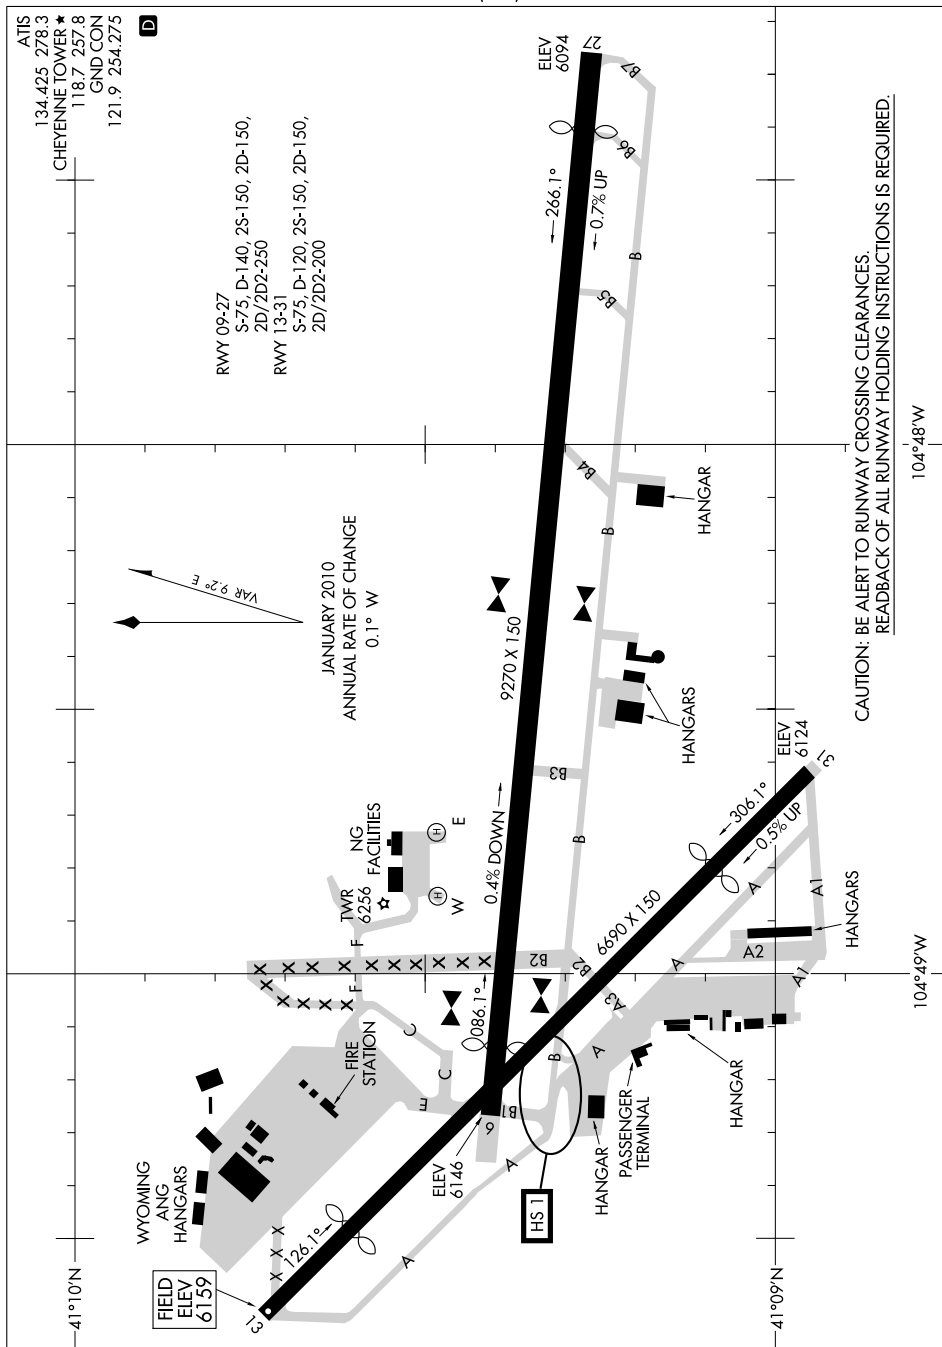 ATIS
134.425 278.3
CHEYENNE TOWER ★
118.7 257.8
GND CON
121.9 254.275
D
RWY 09-27
S-75, D-140, 2S-150, 2D-150,
2D/2D2-250
RWY 13-31
S-75, D-120, 2S-150, 2D-150,
2D/2D2-200
VAR 9.2° E
JANUARY 2010
ANNUAL RATE OF CHANGE
0.1° W
ELEV
6094
27
B7
B6
266.1°
0.7% UP
B
B5
B4
B
HANGAR
9270 X 150
HANGARS
B3
B
0.4% DOWN
NG
FACILITIES
TWR
6256
H
E
H
W
F
F
X X X X X X X X X
X X X X X
B2
B2
086.1°
C
C
E
FIRE
STATION
WYOMING
ANG
HANGARS
X X X
FIELD
ELEV
6159
13
126.1°
A
A
ELEV
6146
9
B1
B
HS 1
HANGAR
PASSENGER
TERMINAL
A
A3
HANGAR
A
A2
A1
HANGARS
A1
A
6690 X 150
0.5% UP
306.1°
ELEV
6124
31
CAUTION: BE ALERT TO RUNWAY CROSSING CLEARANCES.
READBACK OF ALL RUNWAY HOLDING INSTRUCTIONS IS REQUIRED.
41°10'N
41°09'N
104°49'W
104°48'W